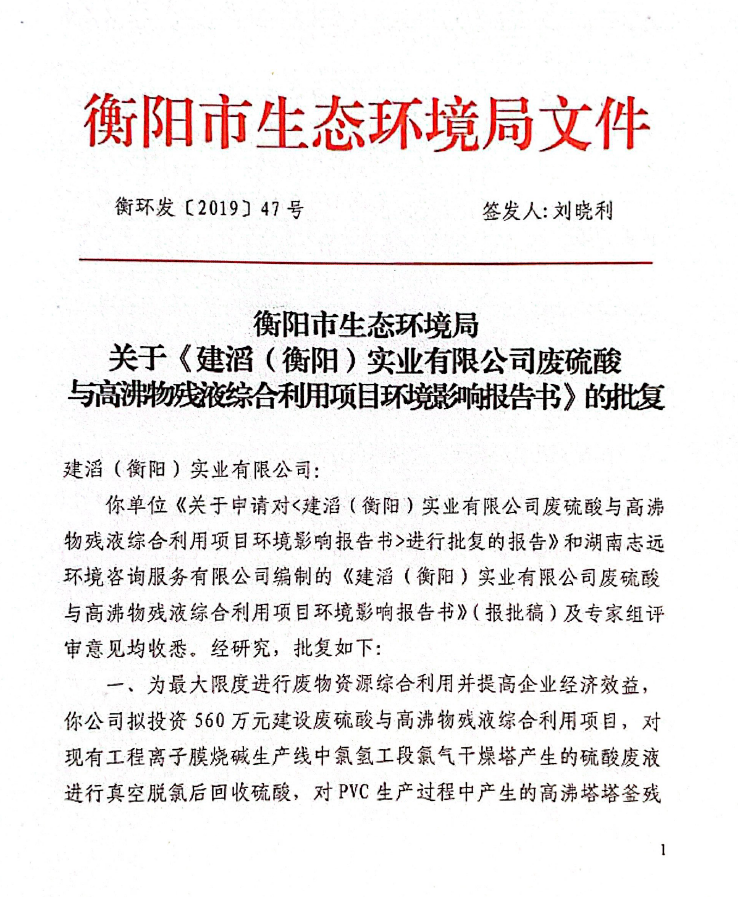 衡阳市生态环境局文件
衡环发〔2019〕47号 签发人:刘晓利
衡阳市生态环境局
关于《建滔(衡阳)实业有限公司废硫酸
与高沸物残液综合利用项目环境影响报告书》的批复
建滔(衡阳)实业有限公司:
你单位《关于申请对<建滔(衡阳)实业有限公司废硫酸与高沸
物残液综合利用项目环境影响报告书>进行批复的报告》和湖南志远
环境咨询服务有限公司编制的《建滔(衡阳)实业有限公司废硫酸
与高沸物残液综合利用项目环境影响报告书》(报批稿)及专家组评
审意见均收悉。经研究,批复如下:
一、为最大限度进行废物资源综合利用并提高企业经济效益,
你公司拟投资560万元建设废硫酸与高沸物残液综合利用项目,对
现有工程离子膜烧碱生产线中氯氢工段氯气干燥塔产生的硫酸废液
进行真空脱氯后回收硫酸,对PVC生产过程中产生的高沸塔塔釜残
1